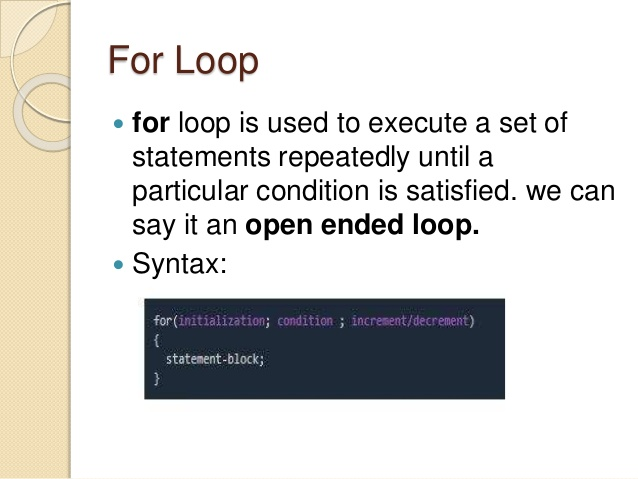 For Loop
for loop is used to execute a set of
statements repeatedly until a
particular condition is satisfied. we can
say it an open ended loop.
Syntax:
for(initialization; condition ; increment/decrement)
{
statement-block;
}